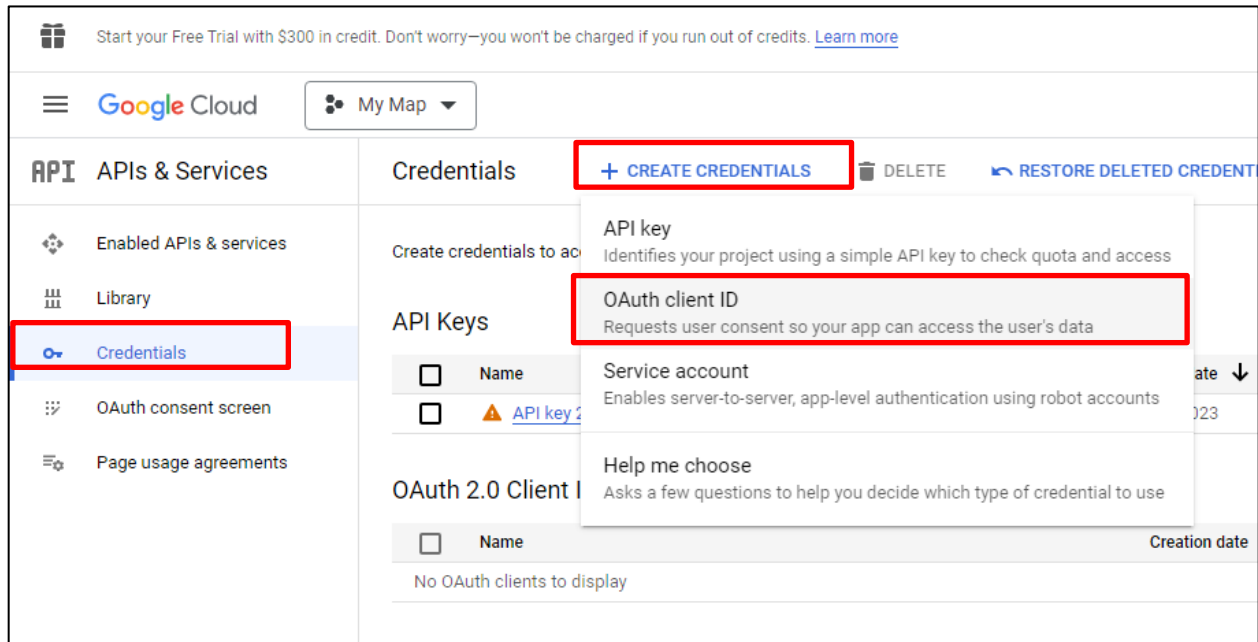 Start your Free Trial with $300 in credit. Don't worry—you won't be charged if you run out of credits. Learn more
Google Cloud
My Map
API APIs & Services
Credentials
+ CREATE CREDENTIALS
DELETE
RESTORE DELETED CREDENTI
Enabled APIs & services
Library
Credentials
OAuth consent screen
Page usage agreements
Create credentials to ac
API key
Identifies your project using a simple API key to check quota and access
OAuth client ID
Requests user consent so your app can access the user's data
Service account
Enables server-to-server, app-level authentication using robot accounts
Help me choose
Asks a few questions to help you decide which type of credential to use
API Keys
Name
ate
API key 2
023
OAuth 2.0 Client I
Name
Creation date
No OAuth clients to display